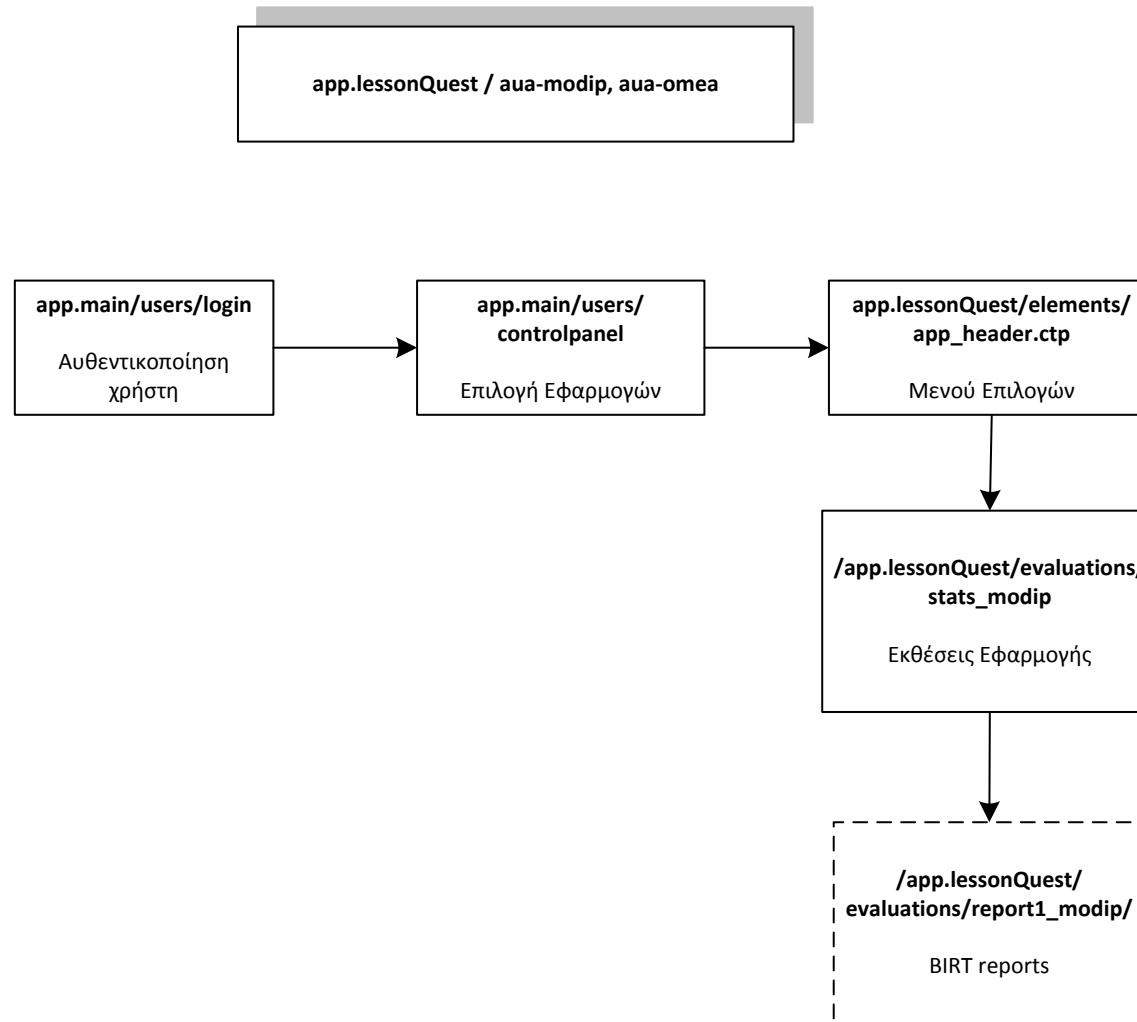 app.lessonQuest / aua-modip, aua-omea
app.main/users/login
Αυθεντικοποίηση
χρήστη
app.main/users/
controlpanel
Επιλογή Εφαρμογών
app.lessonQuest/elements/
app_header.ctp
Μενού Επιλογών
/app.lessonQuest/evaluations/
stats_modip
Εκθέσεις Εφαρμογής
/app.lessonQuest/
evaluations/report1_modip/
BIRT reports